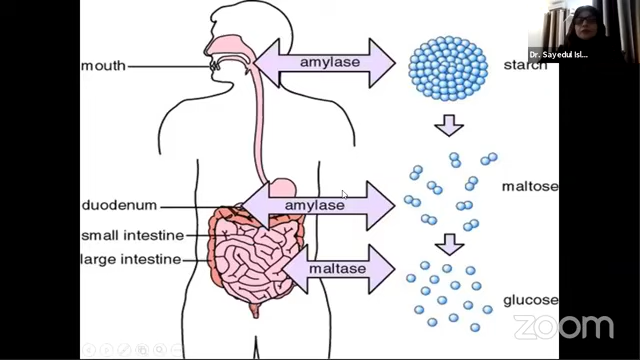 Dr. Sayedul Isl...
mouth
amylase
starch
duodenum
amylase
maltose
small intestine
large intestine
maltase
glucose
zoom